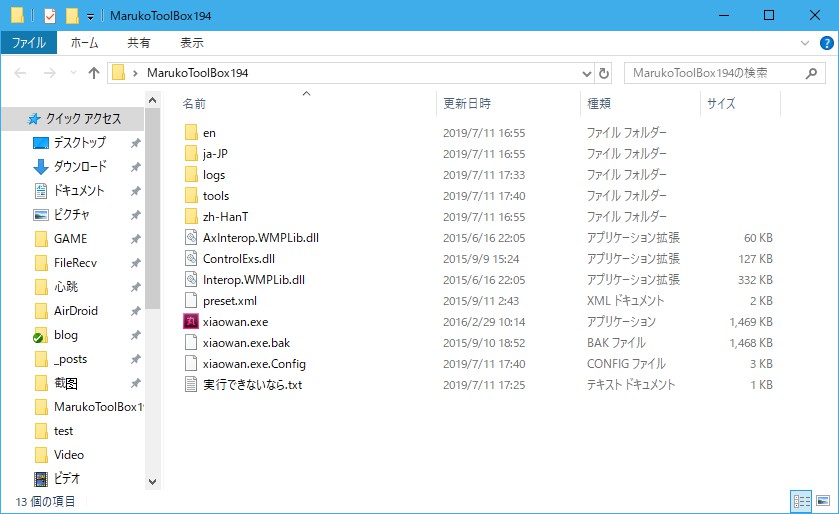 MarukoToolBox194
ファイル ホーム 共有 表示
MarukoToolBox194 MarukoToolBox194の検索
名前 更新日時 種類 サイズ
クイック アクセス
デスクトップ
ダウンロード
ドキュメント
ピクチャ
GAME
FileRecv
心跳
AirDroid
blog
_posts
截图
MarukoToolBox19
test
Video
ビデオ
en 2019/7/11 16:55 ファイル フォルダー
ja-JP 2019/7/11 16:55 ファイル フォルダー
logs 2019/7/11 17:33 ファイル フォルダー
tools 2019/7/11 17:40 ファイル フォルダー
zh-HanT 2019/7/11 16:55 ファイル フォルダー
AxInterop.WMPLib.dll 2015/6/16 22:05 アプリケーション拡張 60 KB
ControlExs.dll 2015/9/9 15:24 アプリケーション拡張 127 KB
Interop.WMPLib.dll 2015/6/16 22:05 アプリケーション拡張 332 KB
preset.xml 2015/9/11 2:43 XML ドキュメント 2 KB
丸 xiaowan.exe 2016/2/29 10:14 アプリケーション 1,469 KB
xiaowan.exe.bak 2015/9/10 18:52 BAK ファイル 1,468 KB
xiaowan.exe.Config 2019/7/11 17:40 CONFIG ファイル 3 KB
実行できないなら.txt 2019/7/11 17:25 テキスト ドキュメント 1 KB
13 個の項目